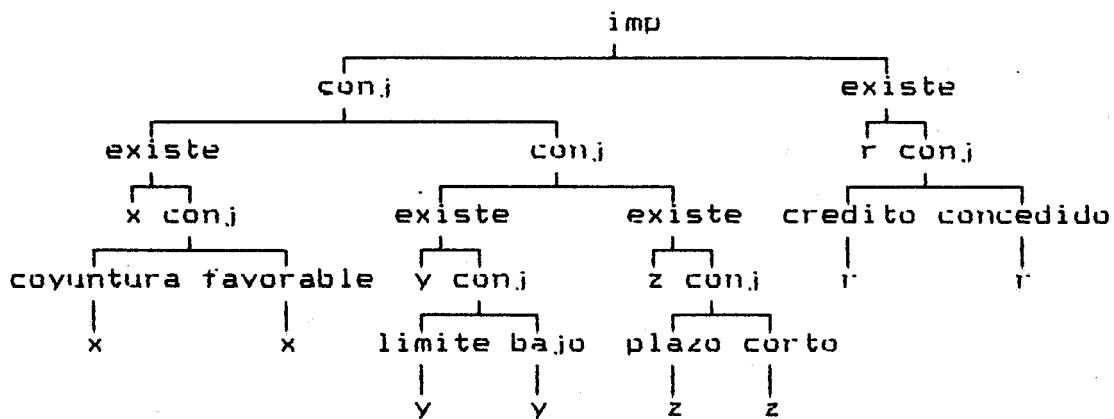 imp
conj existe
existe conj r conj
x conj existe existe credito concedido
coyuntura favorable y conj z conj r r
x x limite bajo plazo corto
y y z z